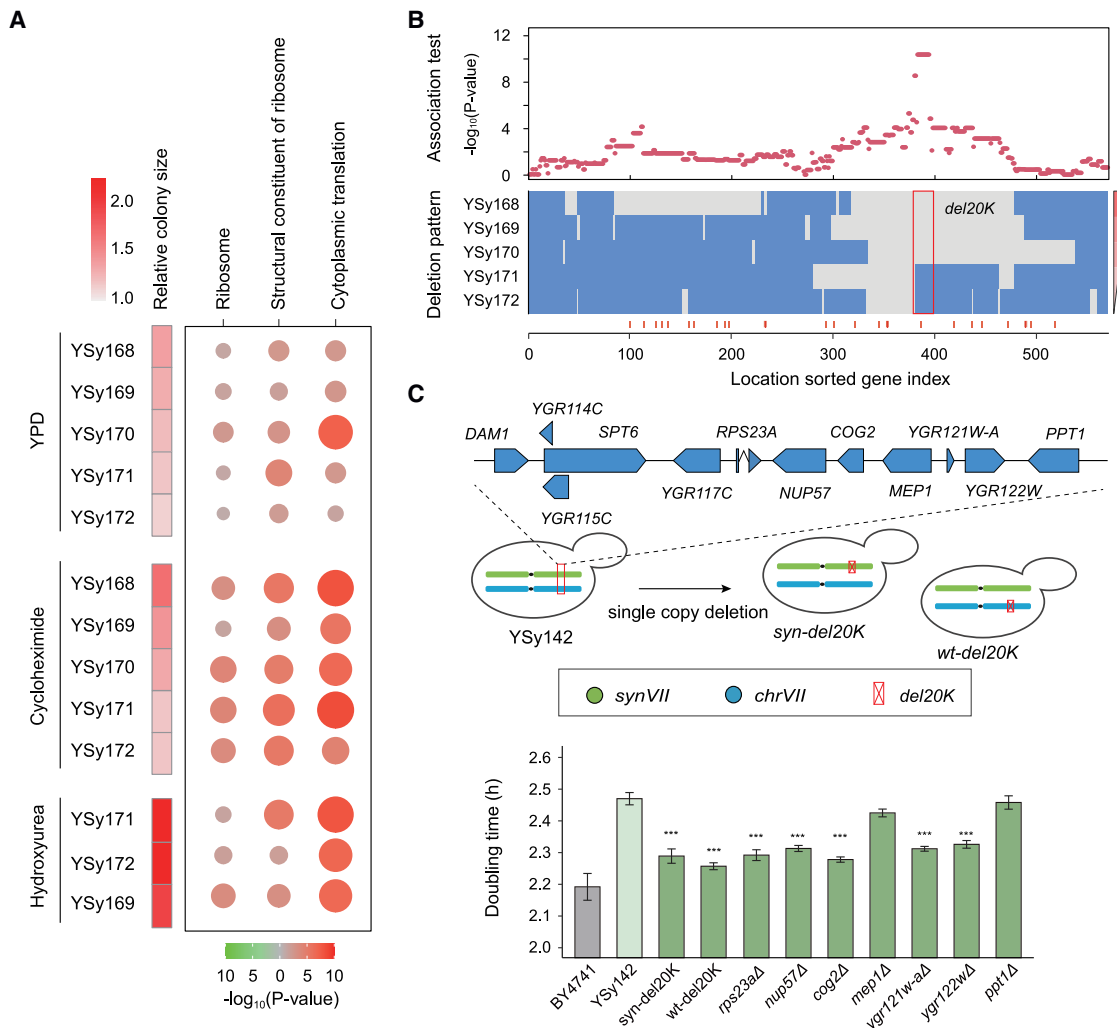 A
Relative colony size
Ribosome
Structural constituent of ribosome
Cytoplasmic translation
2.0
1.5
1.0
YPD
YSy168
YSy169
YSy170
YSy171
YSy172
Cycloheximide
YSy168
YSy169
YSy170
YSy171
YSy172
Hydroxyurea
YSy171
YSy172
YSy169
10 5 0 5 10
-log10(P-value)
B
Association test
-log10(P-value)
12
8
4
0
Deletion pattern
YSy168
YSy169
YSy170
YSy171
YSy172
del20K
0 100 200 300 400 500
Location sorted gene index
C
YGR114C
DAM1 SPT6 RPS23A COG2 YGR121W-A PPT1
YGR117C NUP57 MEP1 YGR122W
YGR115C
single copy deletion
YSy142
syn-del20K
wt-del20K
synVII chrVII del20K
Doubling time (h)
2.6
2.5
2.4
2.3
2.2
2.1
2.0
*** *** *** *** *** *** ***
BY4741
YSy142
syn-del20K
wt-del20K
rps23aΔ
nup57Δ
cog2Δ
mep1Δ
ygr121w-aΔ
ygr122wΔ
ppt1Δ